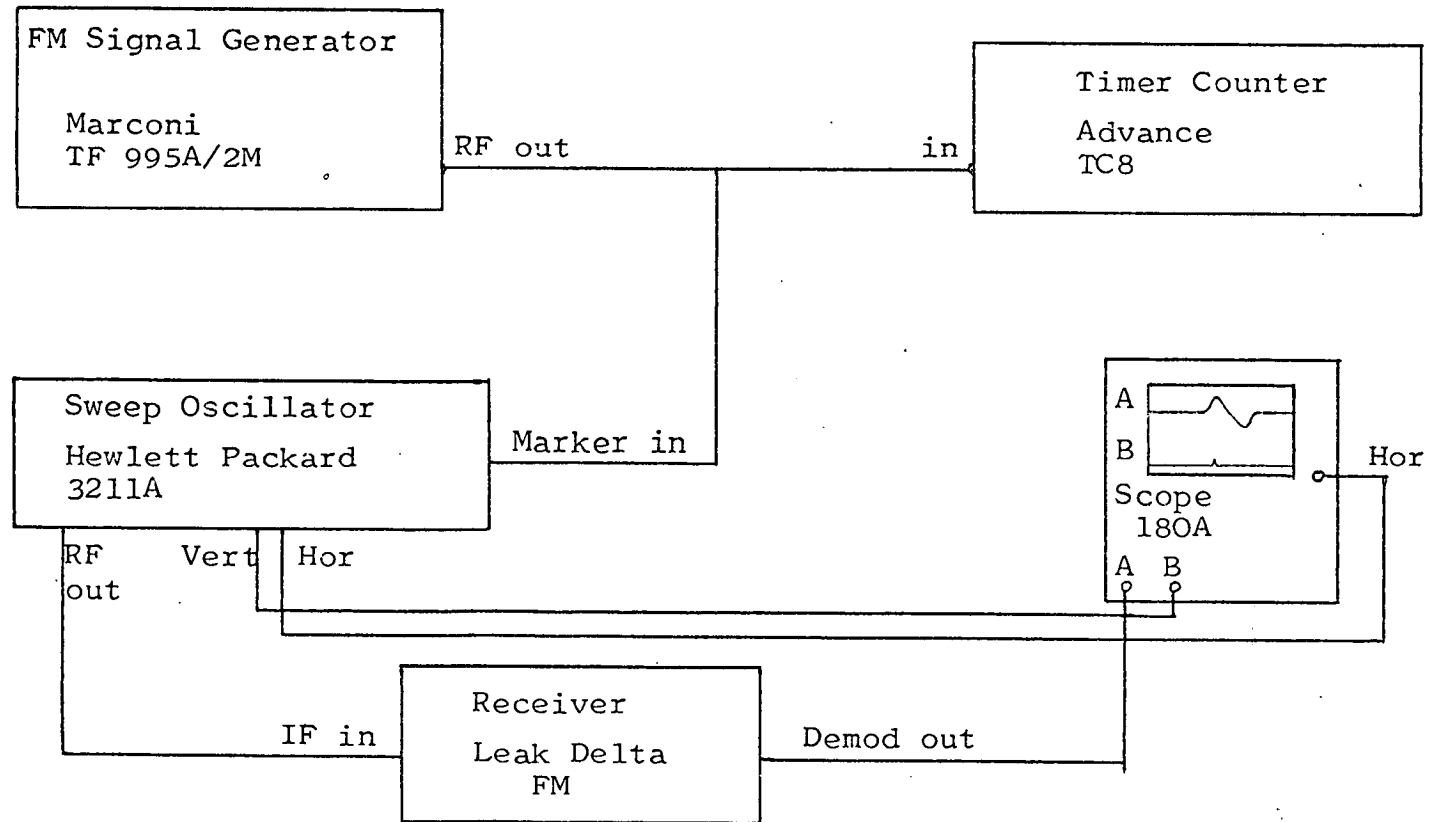 FM Signal Generator
Marconi
TF 995A/2M
RF out
in
Timer Counter
Advance
TC8
Sweep Oscillator
Hewlett Packard
3211A
Marker in
RF
out
Vert
Hor
A
B
Scope
180A
A B
Hor
Receiver
Leak Delta
FM
IF in
Demod out